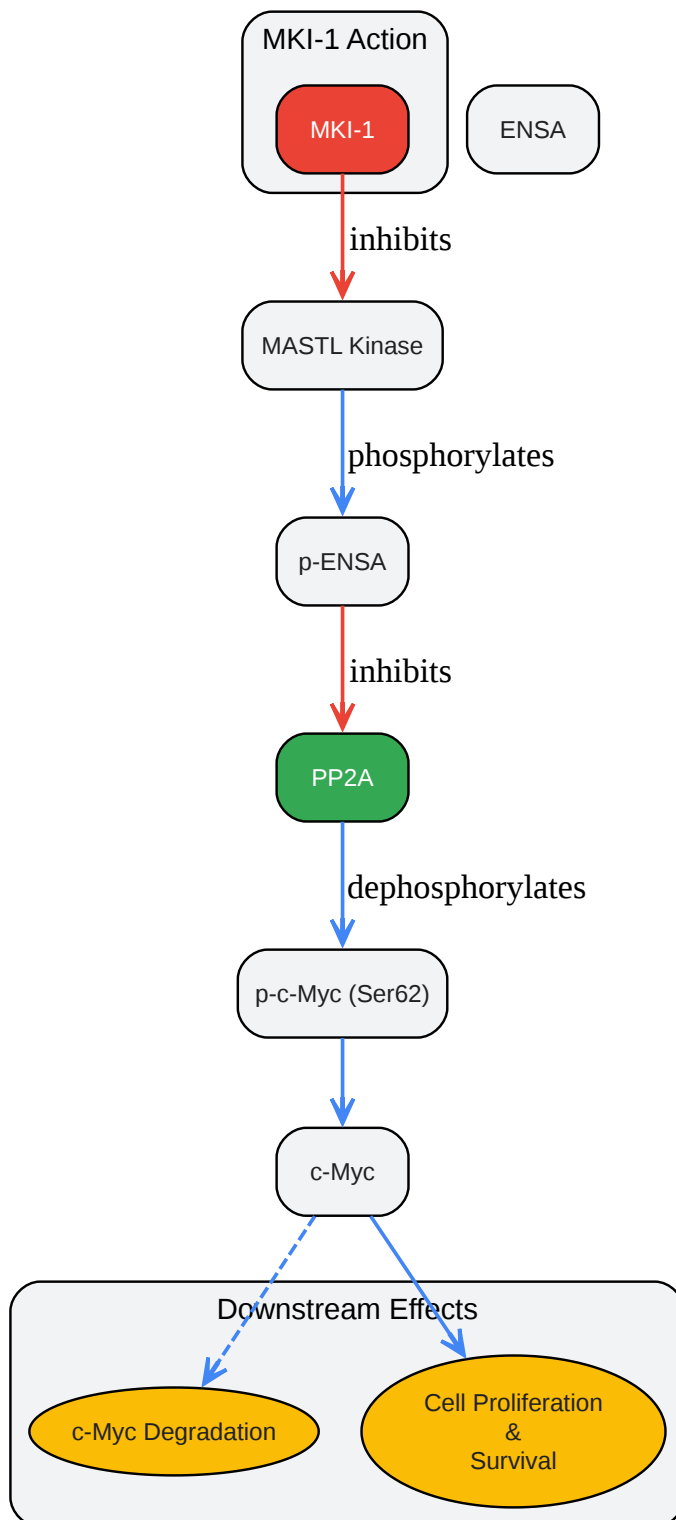 MKI-1 Action
MKI-1
ENSA
inhibits
MASTL Kinase
phosphorylates
p-ENSA
inhibits
PP2A
dephosphorylates
p-c-Myc (Ser62)
c-Myc
Downstream Effects
c-Myc Degradation
Cell Proliferation
&
Survival